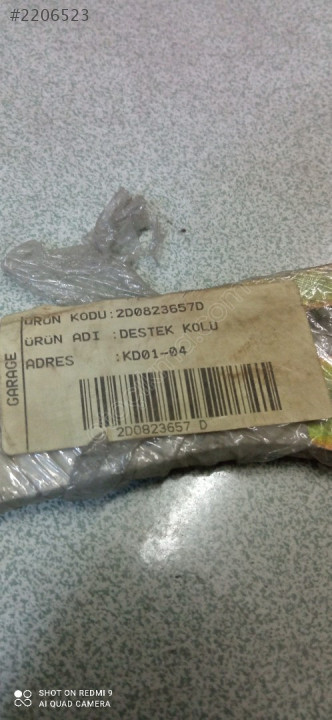 #2206523
GARAGE
ÜRÜN KODU:2D0823657D
ÜRÜN ADI :DESTEK KOLU
ADRES :KD01-04
2D0823657 D
SHOT ON REDMI 9
AI QUAD CAMERA